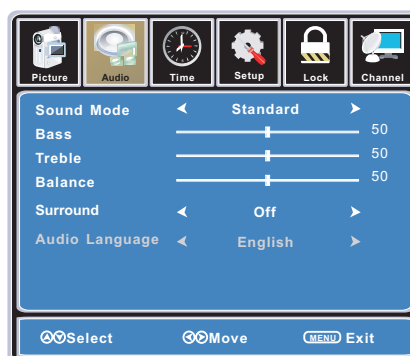 Picture Audio Time Setup Lock Channel
Sound Mode Standard
Bass 50
Treble 50
Balance 50
Surround Off
Audio Language English
Select Move MENU Exit